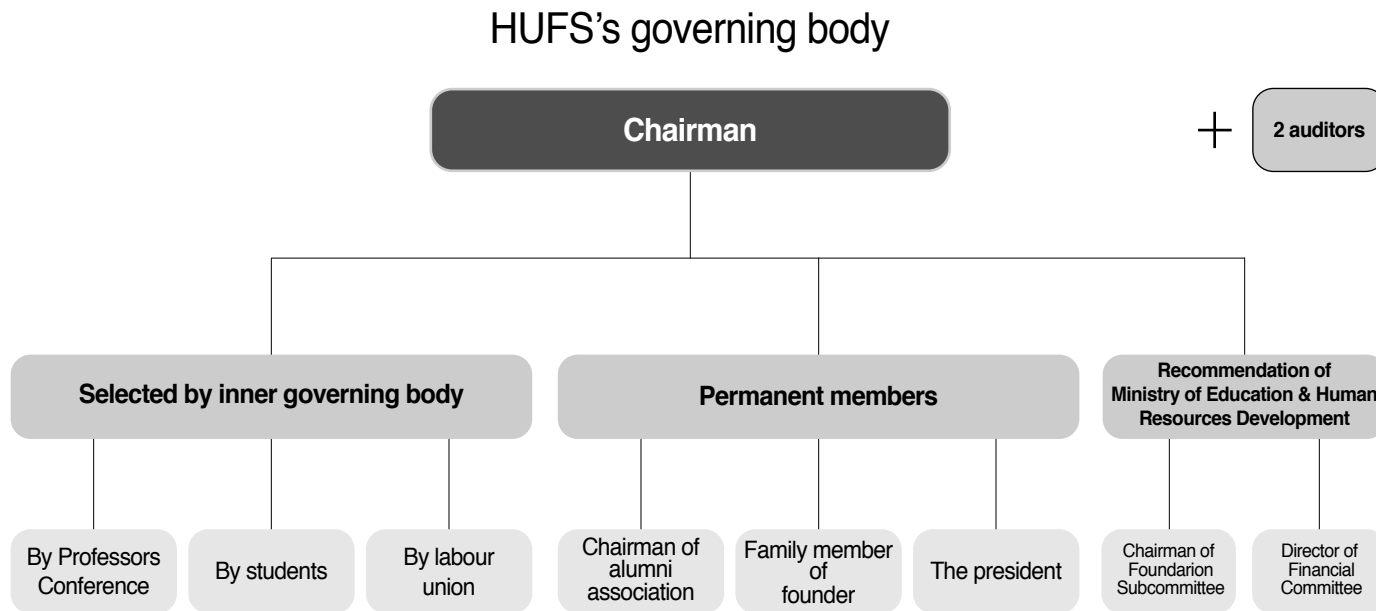 HUFS's governing body
Chairman
2 auditors
Selected by inner governing body
Permanent members
Recommendation of
Ministry of Education & Human
Resources Development
By Professors
Conference
By students
By labour
union
Chairman of
alumni
association
Family member
of
founder
The president
Chairman of
Foundarion
Subcommittee
Director of
Financial
Committee